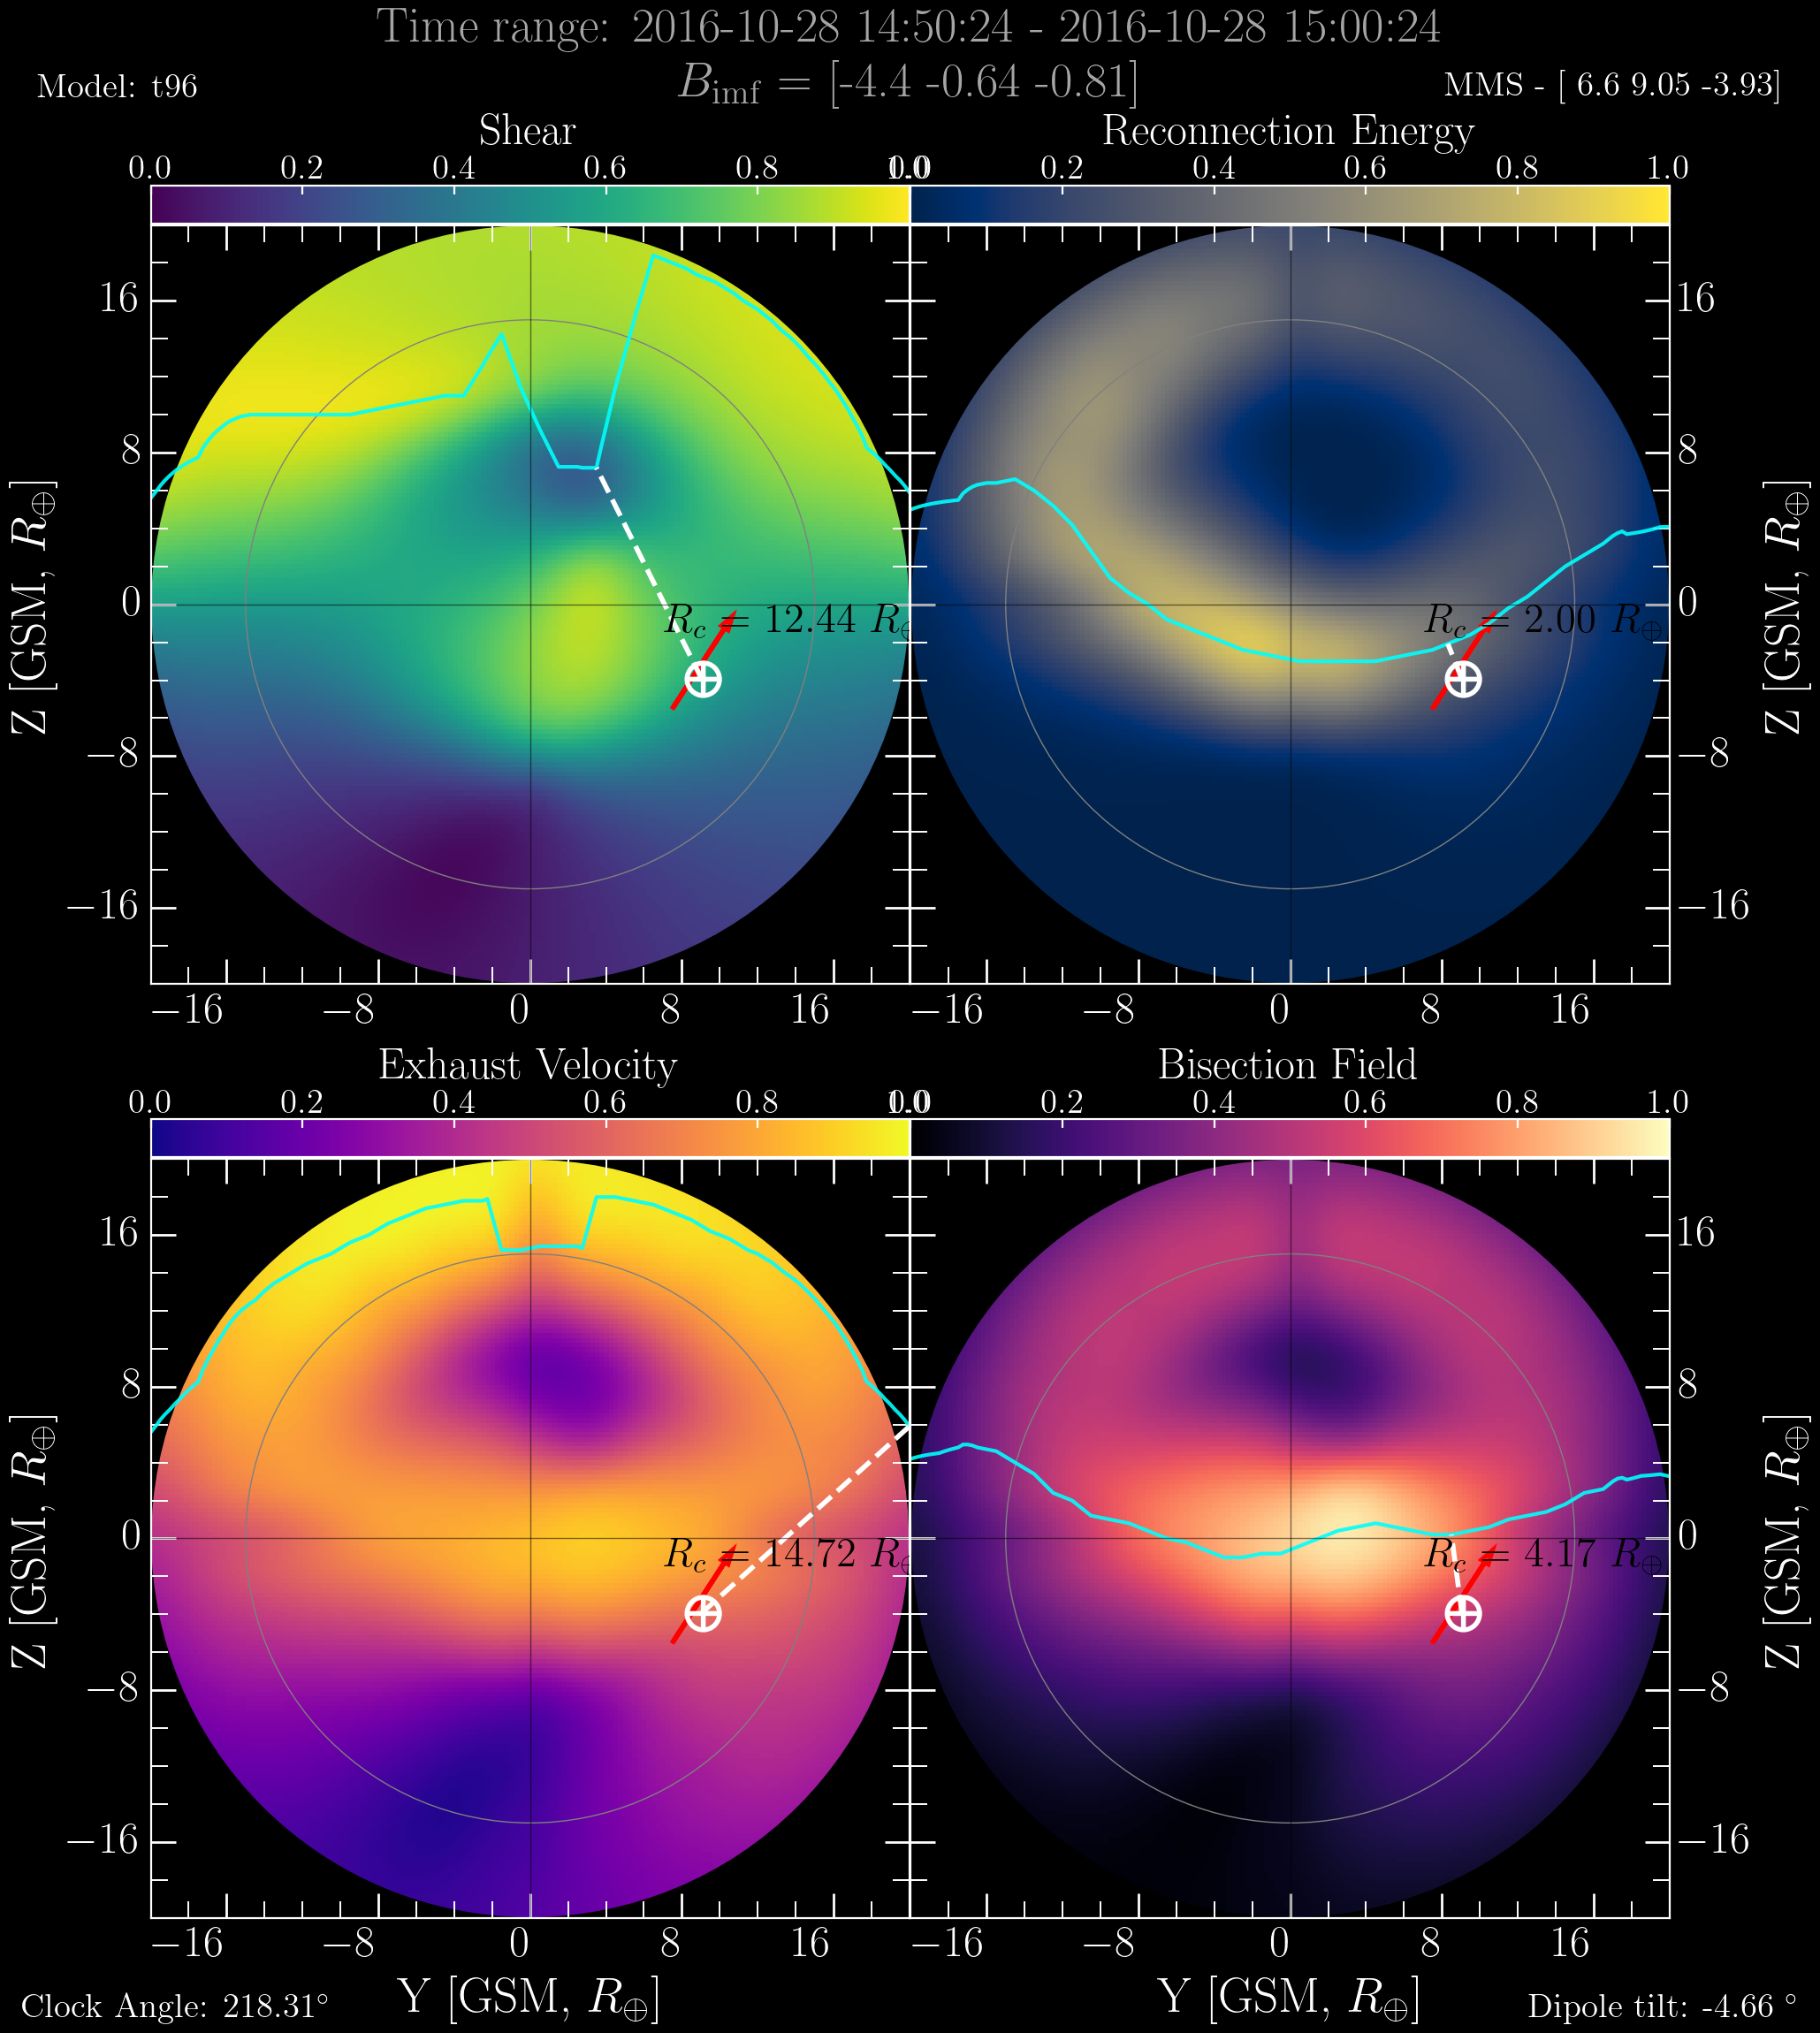 Time range: 2016-10-28 14:50:24 - 2016-10-28 15:00:24
Model: t96
B_imf = [-4.4 -0.64 -0.81]
MMS - [ 6.6 9.05 -3.93]
Shear
Reconnection Energy
0.0 0.2 0.4 0.6 0.8 1.0
0.0 0.2 0.4 0.6 0.8 1.0
Z [GSM, R⊕]
16
8
0
−8
−16
R_c = 12.44 R⊕
R_c = 2.00 R⊕
16
8
0
−8
−16
Z [GSM, R⊕]
−16 −8 0 8 16
−16 −8 0 8 16
Exhaust Velocity
Bisection Field
0.0 0.2 0.4 0.6 0.8 1.0
0.0 0.2 0.4 0.6 0.8 1.0
Z [GSM, R⊕]
16
8
0
−8
−16
R_c = 14.72 R⊕
R_c = 4.17 R⊕
16
8
0
−8
−16
Z [GSM, R⊕]
−16 −8 0 8 16
−16 −8 0 8 16
Y [GSM, R⊕]
Y [GSM, R⊕]
Clock Angle: 218.31°
Dipole tilt: -4.66 °